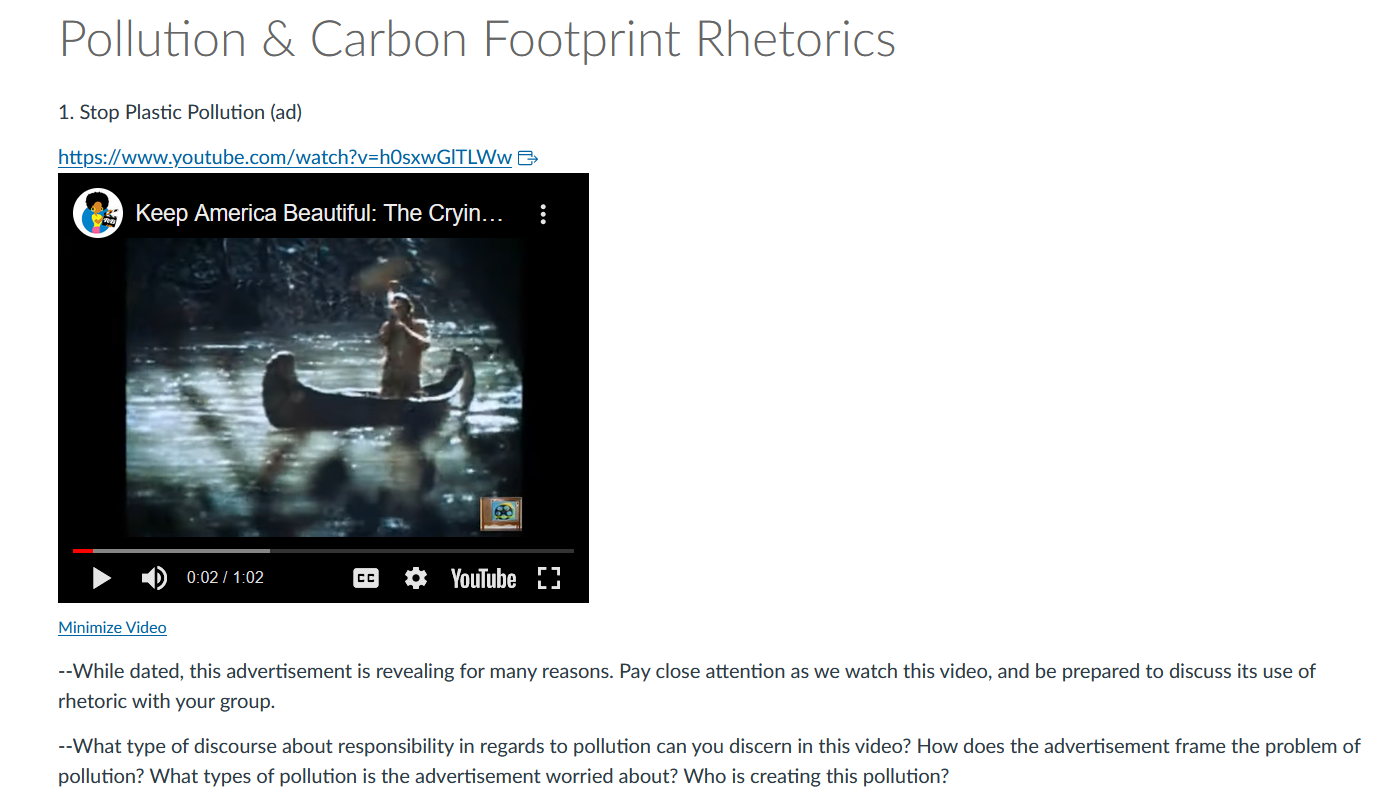 Pollution & Carbon Footprint Rhetorics
1. Stop Plastic Pollution (ad)
https://www.youtube.com/watch?v=h0sxwGlTLWw
Keep America Beautiful: The Cryin...
0:02 / 1:02
CC
YouTube
Minimize Video
--While dated, this advertisement is revealing for many reasons. Pay close attention as we watch this video, and be prepared to discuss its use of
rhetoric with your group.
--What type of discourse about responsibility in regards to pollution can you discern in this video? How does the advertisement frame the problem of
pollution? What types of pollution is the advertisement worried about? Who is creating this pollution?